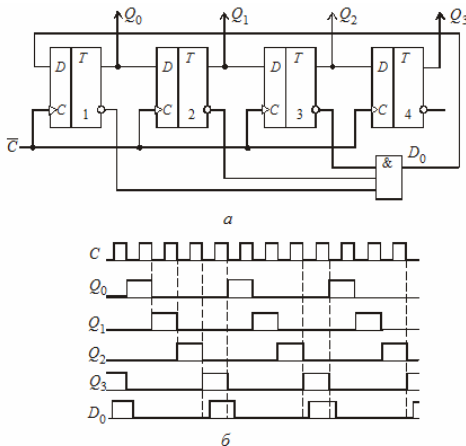 Q0 Q1 Q2 Q3
D T D T D T D T
C 1 C 2 C 3 C 4
C̅
& D0
а
C
Q0
Q1
Q2
Q3
D0
б